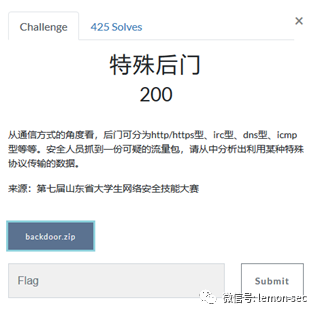 Challenge
425 Solves
×
特殊后门
200
从通信方式的角度看，后门可分为http/https型、irc型、dns型、icmp
型等等。安全人员抓到一份可疑的流量包，请从中分析出利用某种特殊
协议传输的数据。
来源：第七届山东省大学生网络安全技能大赛
backdoor.zip
Flag
Submit
微信号: lemon-sec